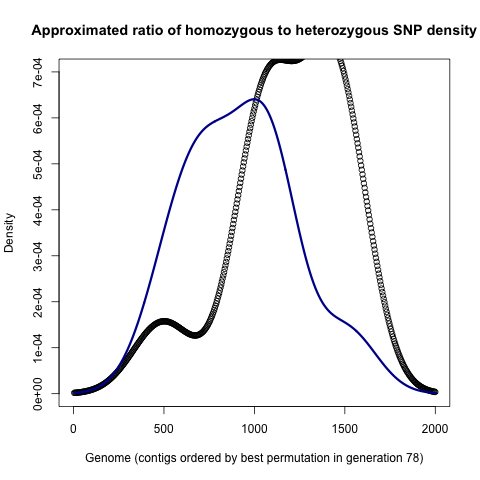 Approximated ratio of homozygous to heterozygous SNP density
7e-04
6e-04
5e-04
4e-04
3e-04
2e-04
1e-04
0e+00
Density
0 500 1000 1500 2000
Genome (contigs ordered by best permutation in generation 78)